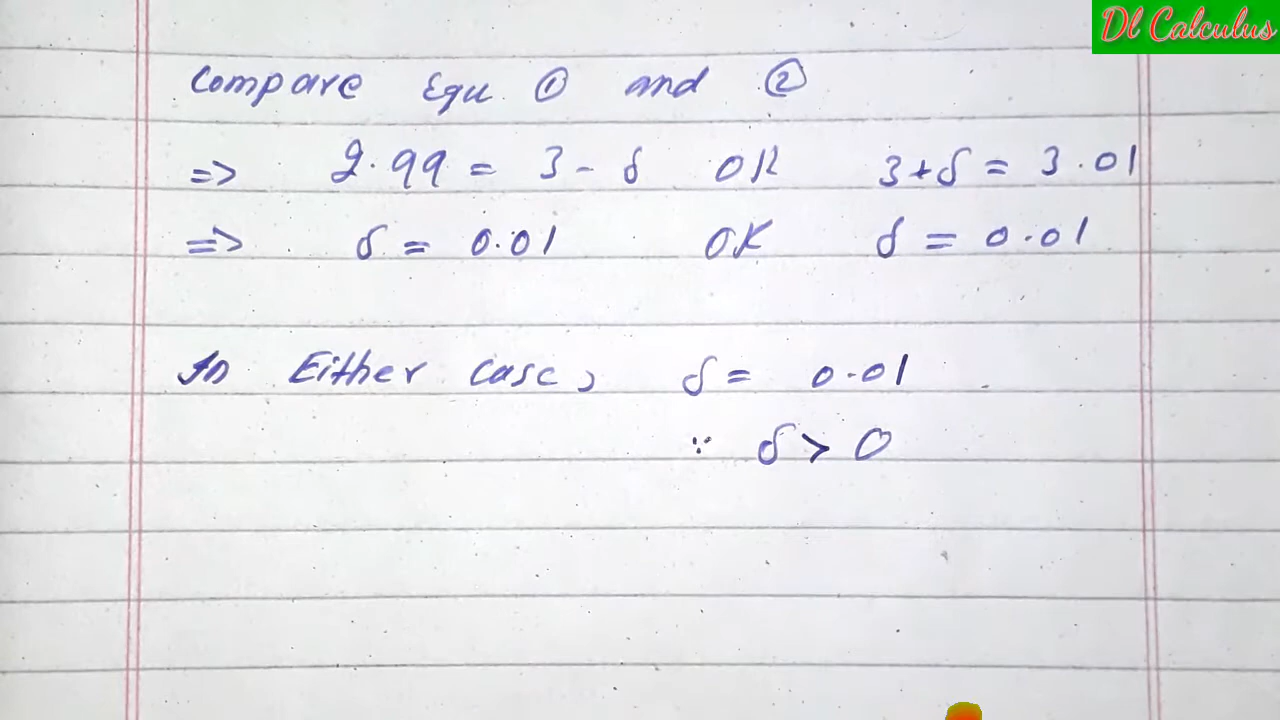 Dl Calculus
Compare Equ ① and ②
=> 2.99 = 3 - δ OR 3+δ = 3.01
=> δ = 0.01 OR δ = 0.01
In Either Case, δ = 0.01
∵ δ > 0